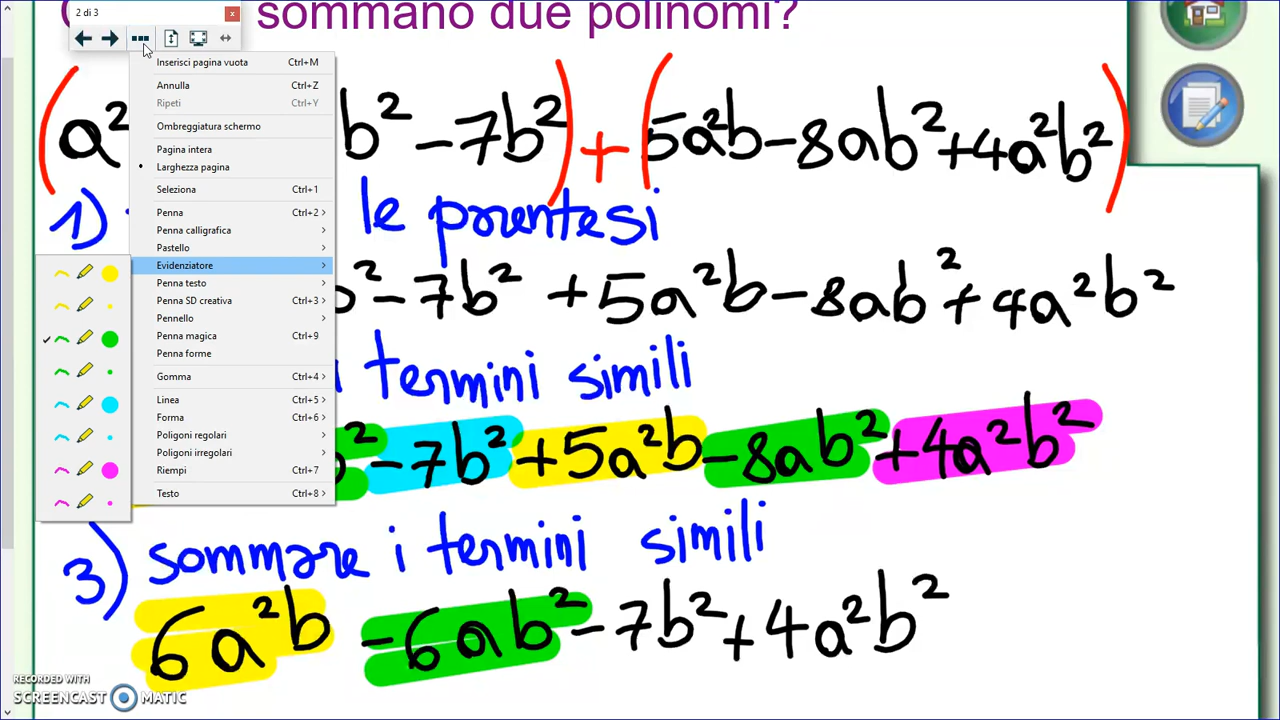 sommano due polinomi?
2 di 3
Inserisci pagina vuota Ctrl+M
Annulla Ctrl+Z
Ripeti Ctrl+Y
Ombreggiatura schermo
Pagina intera
Larghezza pagina
Seleziona Ctrl+1
Penna Ctrl+2
Penna calligrafica
Pastello
Evidenziatore
Penna testo
Penna SD creativa Ctrl+3
Pennello
Penna magica Ctrl+9
Penna forme
Gomma Ctrl+4
Linea Ctrl+5
Forma Ctrl+6
Poligoni regolari
Poligoni irregolari
Riempi Ctrl+7
Testo Ctrl+8
(a² b² - 7b²) + (5a²b - 8ab² + 4a²b²)
1) le parentesi
² - 7b² + 5a²b - 8ab² + 4a²b²
i termini simili
b² - 7b² + 5a²b - 8ab² + 4a²b²
3) sommare i termini simili
6a²b - 6ab² - 7b² + 4a²b²
RECORDED WITH
SCREENCAST MATIC